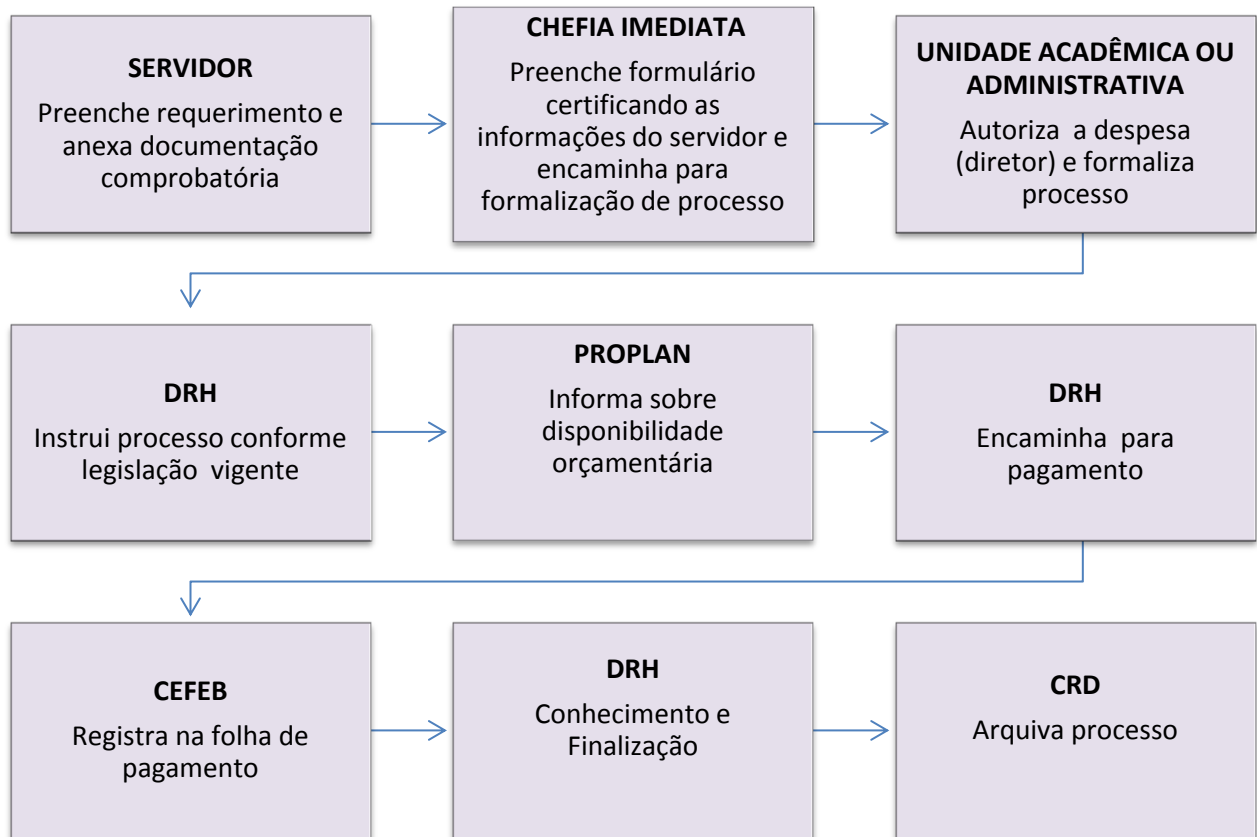 SERVIDOR
Preenche requerimento e
anexa documentação
comprobatória
CHEFIA IMEDIATA
Preenche formulário
certificando as
informações do servidor e
encaminha para
formalização de processo
UNIDADE ACADÊMICA OU
ADMINISTRATIVA
Autoriza a despesa
(diretor) e formaliza
processo
DRH
Instrui processo conforme
legislação vigente
PROPLAN
Informa sobre
disponibilidade
orçamentária
DRH
Encaminha para
pagamento
CEFEB
Registra na folha de
pagamento
DRH
Conhecimento e
Finalização
CRD
Arquiva processo